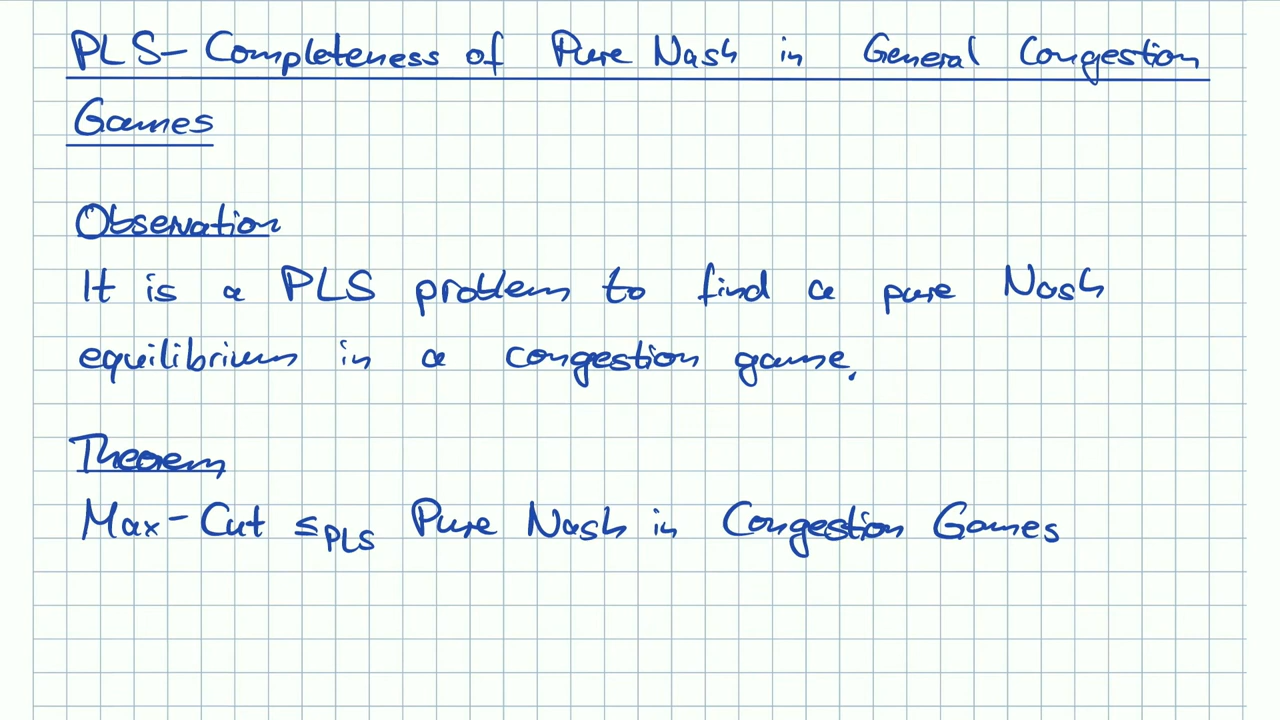 PLS-Completeness of Pure Nash in General Congestion
Games
Observation
It is a PLS problem to find a pure Nash
equilibrium in a congestion game.
Theorem
Max-Cut ≤PLS Pure Nash in Congestion Games